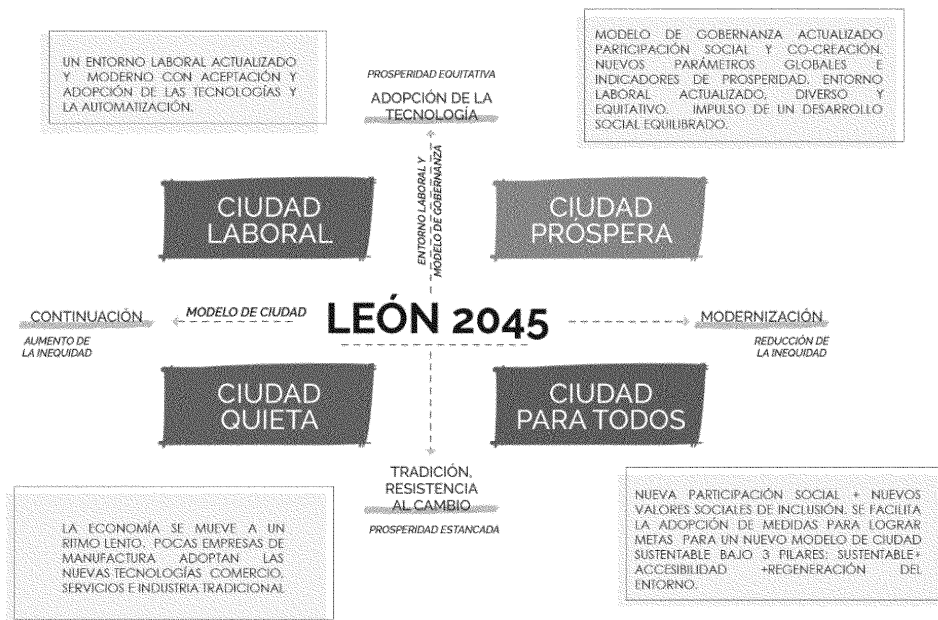 UN ENTORNO LABORAL ACTUALIZADO
Y MODERNO CON ACEPTACIÓN Y
ADOPCIÓN DE LAS TECNOLOGÍAS Y
LA AUTOMATIZACIÓN.
PROSPERIDAD EQUITATIVA
ADOPCIÓN DE LA
TECNOLOGÍA
MODELO DE GOBERNANZA ACTUALIZADO
PARTICIPACIÓN SOCIAL Y CO-CREACIÓN.
NUEVOS PARÁMETROS GLOBALES E
INDICADORES DE PROSPERIDAD. ENTORNO
LABORAL ACTUALIZADO, DIVERSO Y
EQUITATIVO. IMPULSO DE UN DESARROLLO
SOCIAL EQUILIBRADO.
CIUDAD
LABORAL
ENTORNO LABORAL Y
MODELO DE GOBERNANZA
CIUDAD
PRÓSPERA
CONTINUACIÓN
AUMENTO DE
LA INEQUIDAD
MODELO DE CIUDAD
LEÓN 2045
MODERNIZACIÓN
REDUCCIÓN DE
LA INEQUIDAD
CIUDAD
QUIETA
CIUDAD
PARA TODOS
TRADICIÓN,
RESISTENCIA
AL CAMBIO
PROSPERIDAD ESTANCADA
LA ECONOMÍA SE MUEVE A UN
RITMO LENTO. POCAS EMPRESAS DE
MANUFACTURA ADOPTAN LAS
NUEVAS TECNOLOGÍAS COMERCIO,
SERVICIOS E INDUSTRIA TRADICIONAL
NUEVA PARTICIPACIÓN SOCIAL + NUEVOS
VALORES SOCIALES DE INCLUSIÓN. SE FACILITA
LA ADOPCIÓN DE MEDIDAS PARA LOGRAR
METAS PARA UN NUEVO MODELO DE CIUDAD
SUSTENTABLE BAJO 3 PILARES: SUSTENTABLE+
ACCESIBILIDAD +REGENERACIÓN DEL
ENTORNO.